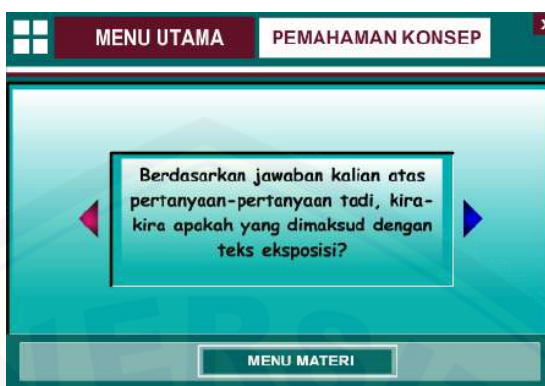 MENU UTAMA
PEMAHAMAN KONSEP
Berdasarkan jawaban kalian atas
pertanyaan-pertanyaan tadi, kira-
kira apakah yang dimaksud dengan
teks eksposisi?
MENU MATERI